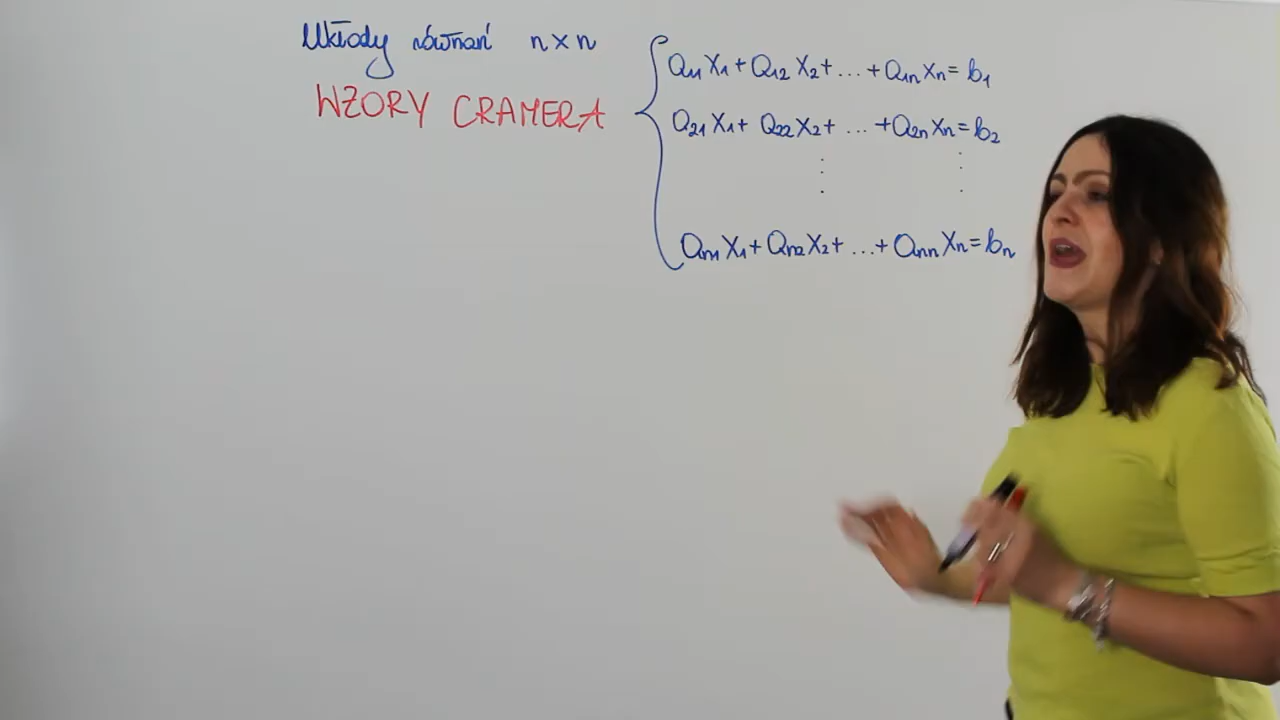 Układy równań n×n
WZORY CRAMERA
a₁₁x₁+a₁₂x₂+...+a₁ₙxₙ=b₁
a₂₁x₁+a₂₂x₂+...+a₂ₙxₙ=b₂
⋮ ⋮
aₙ₁x₁+aₙ₂x₂+...+aₙₙxₙ=bₙ